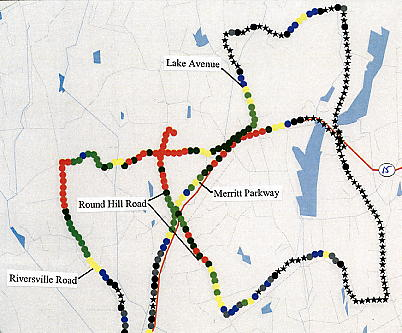 Lake Avenue
15
Merritt Parkway
Round Hill Road
Riversville Road